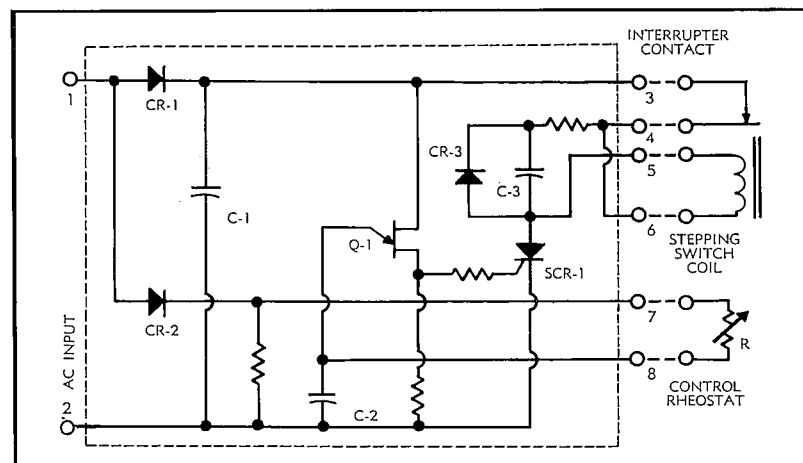 INTERRUPTER
CONTACT
1
CR-1
3
4
CR-3
5
C-3
C-1
Q-1
6
STEPPING
SWITCH
COIL
SCR-1
CR-2
7
R
AC INPUT
8
CONTROL
RHEOSTAT
C-2
2